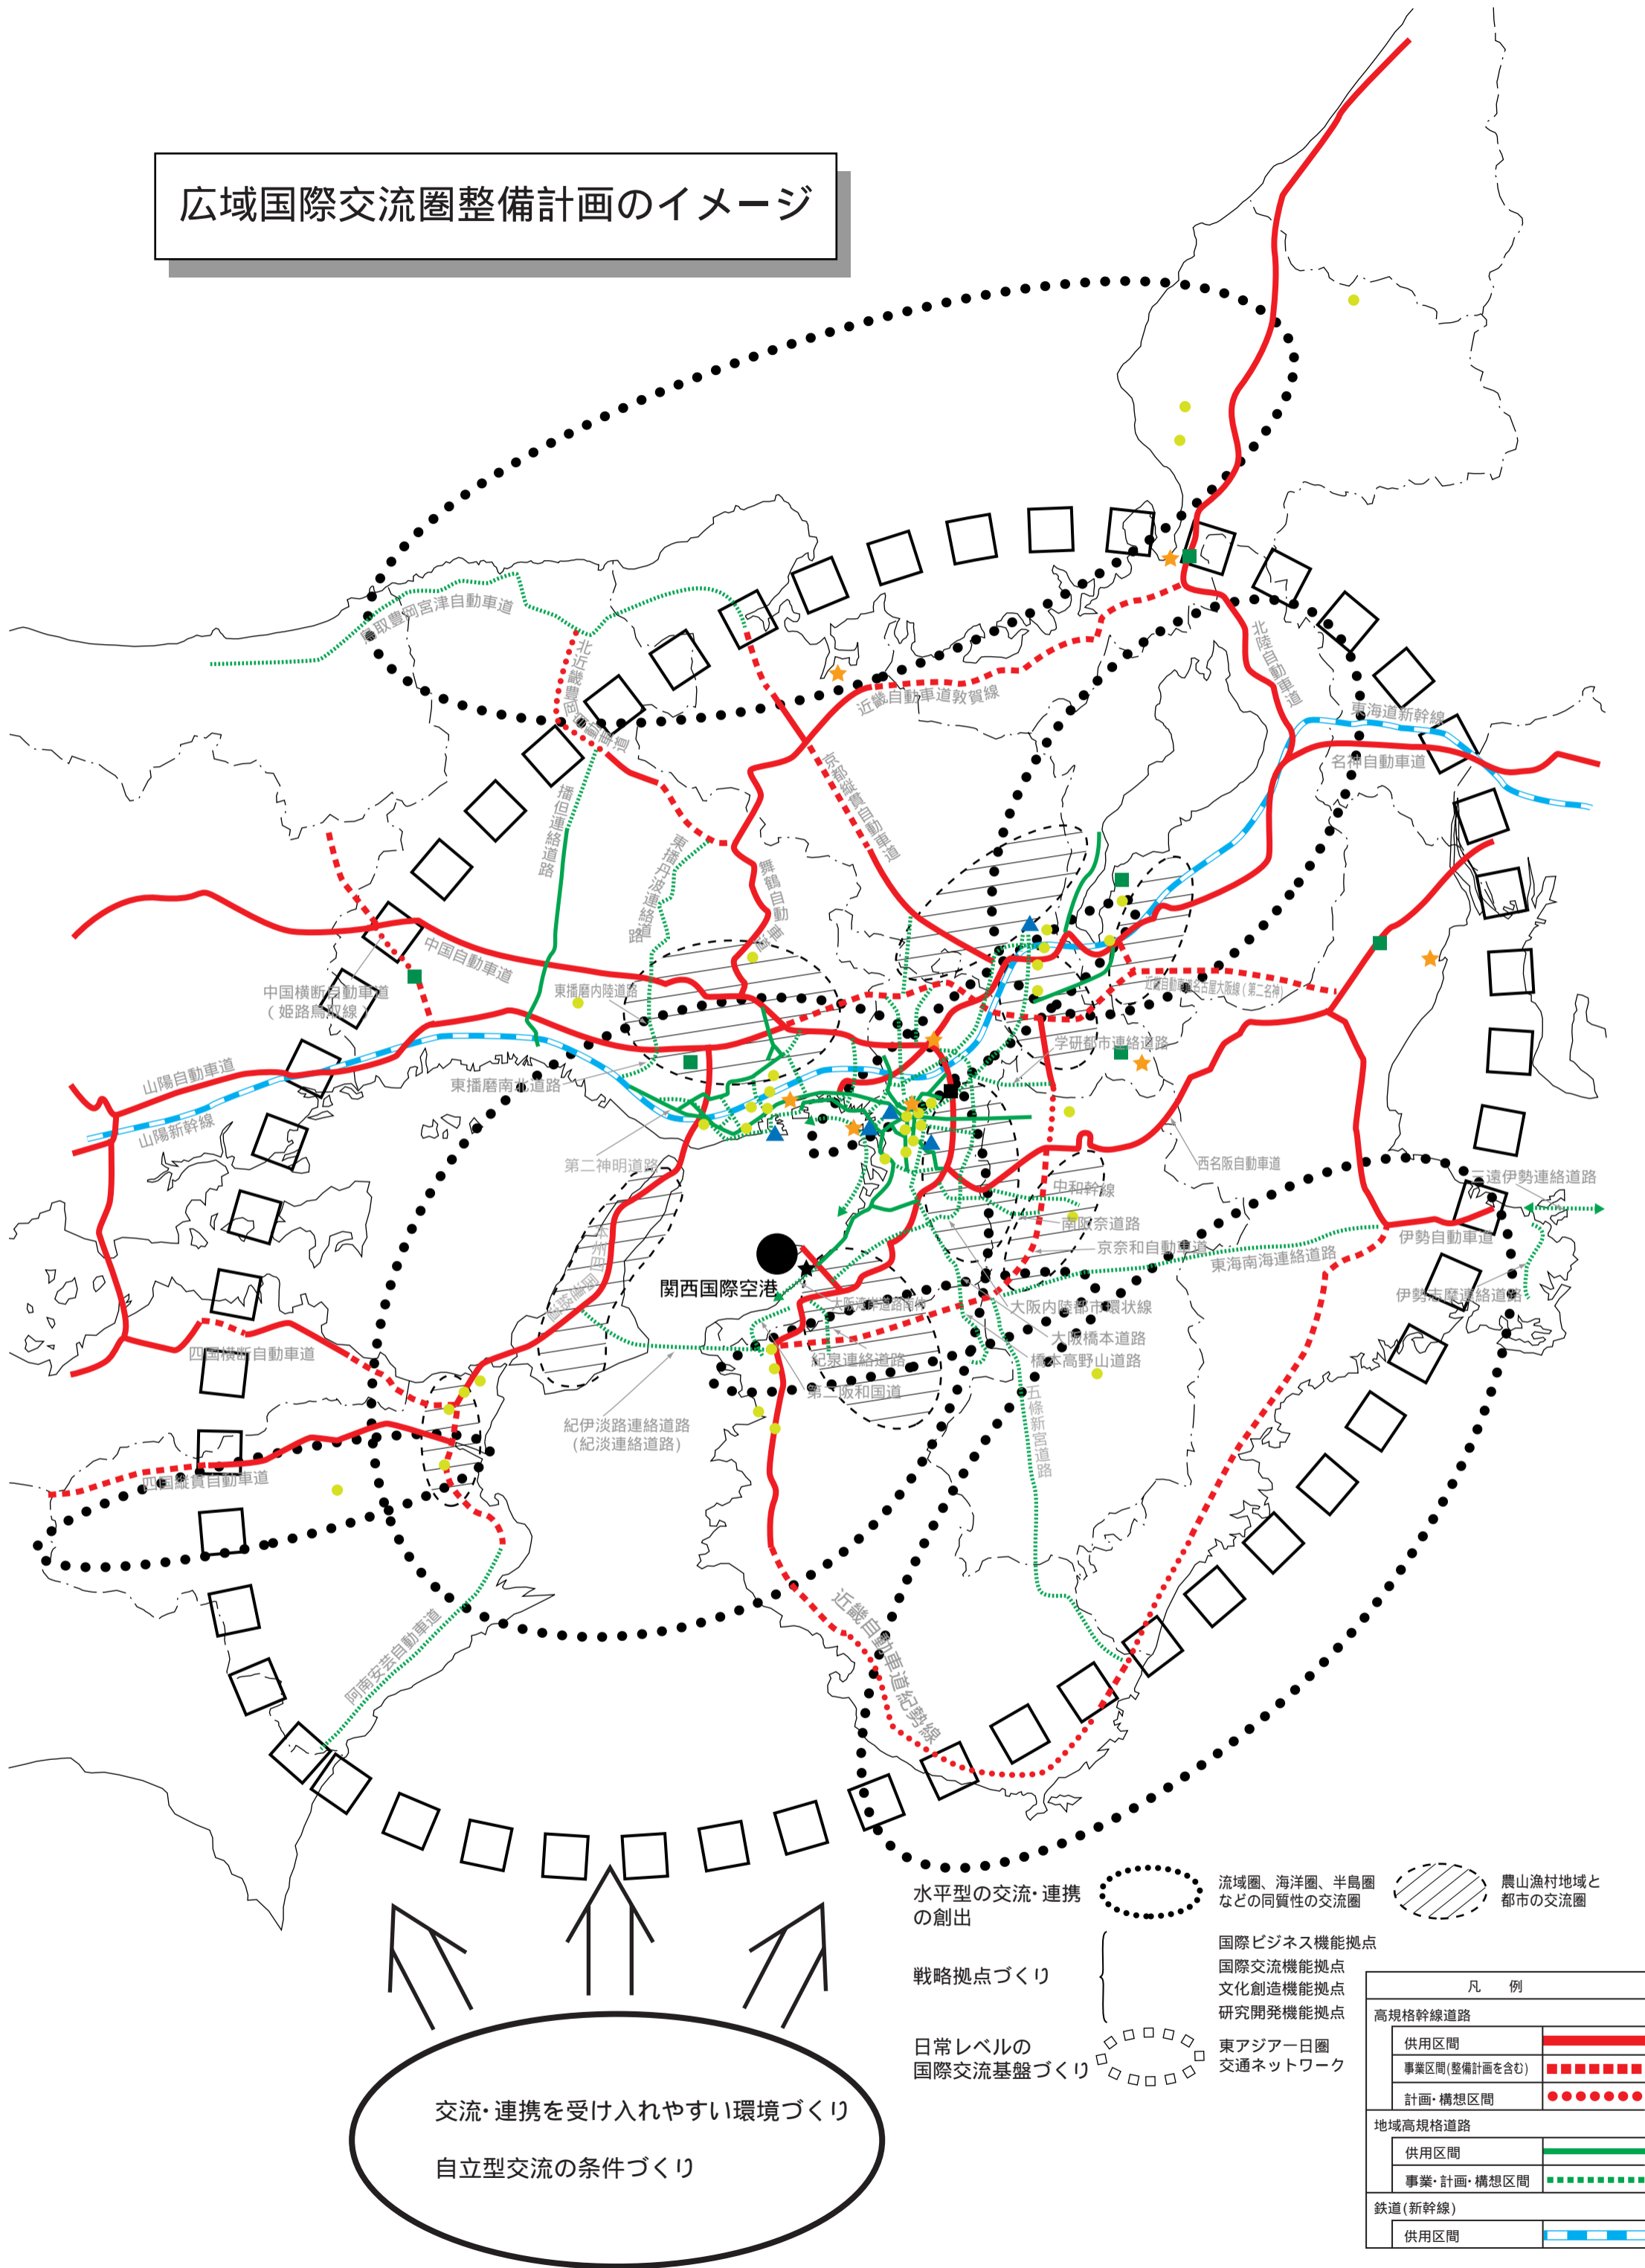 広域国際交流圏整備計画のイメージ
鳥取豊岡宮津自動車道
北近畿豊岡自動車道
近畿自動車道敦賀線
北陸自動車道
東海道新幹線
名神自動車道
京都縦貫自動車道
播但連絡道路
東播丹波連絡道路
舞鶴自動車道
中国自動車道
中国横断自動車道
(姫路鳥取線)
東播磨内陸道路
近畿自動車道名古屋大阪線(第二名神)
学研都市連絡道路
山陽自動車道
東播磨南北道路
山陽新幹線
第二神明道路
西名阪自動車道
三遠伊勢連絡道路
中和幹線
南阪奈道路
伊勢自動車道
京奈和自動車道
東海南海連絡道路
関西国際空港
伊勢志摩連絡道路
大阪内陸都市環状線
大阪橋本道路
四国横断自動車道
紀泉連絡道路
橋本高野山道路
第二阪和国道
五條新宮道路
紀伊淡路連絡道路
(紀淡連絡道路)
四国縦貫自動車道
阿南安芸自動車道
近畿自動車道紀勢線
水平型の交流・連携
の創出
流域圏、海洋圏、半島圏
などの同質性の交流圏
農山漁村地域と
都市の交流圏
戦略拠点づくり
国際ビジネス機能拠点
国際交流機能拠点
文化創造機能拠点
研究開発機能拠点
日常レベルの
国際交流基盤づくり
東アジア一日圏
交通ネットワーク
交流・連携を受け入れやすい環境づくり
自立型交流の条件づくり
凡 例
高規格幹線道路
供用区間
事業区間(整備計画を含む)
計画・構想区間
地域高規格道路
供用区間
事業・計画・構想区間
鉄道(新幹線)
供用区間